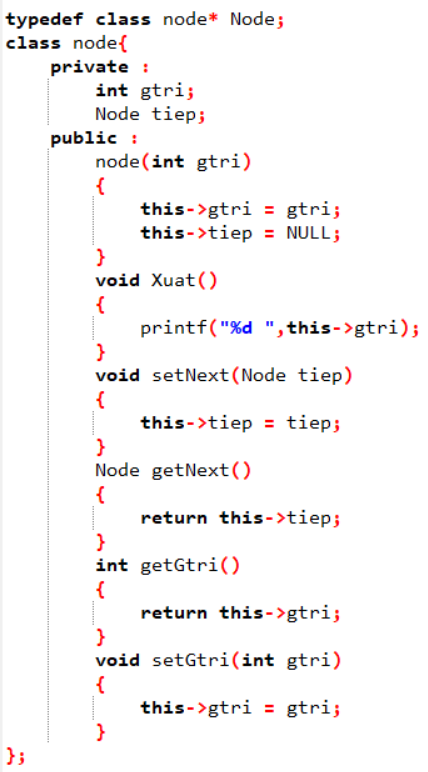 typedef class node* Node;
class node{
    private :
        int gtri;
        Node tiep;
    public :
        node(int gtri)
        {
            this->gtri = gtri;
            this->tiep = NULL;
        }
        void Xuat()
        {
            printf("%d ",this->gtri);
        }
        void setNext(Node tiep)
        {
            this->tiep = tiep;
        }
        Node getNext()
        {
            return this->tiep;
        }
        int getGtri()
        {
            return this->gtri;
        }
        void setGtri(int gtri)
        {
            this->gtri = gtri;
        }
};